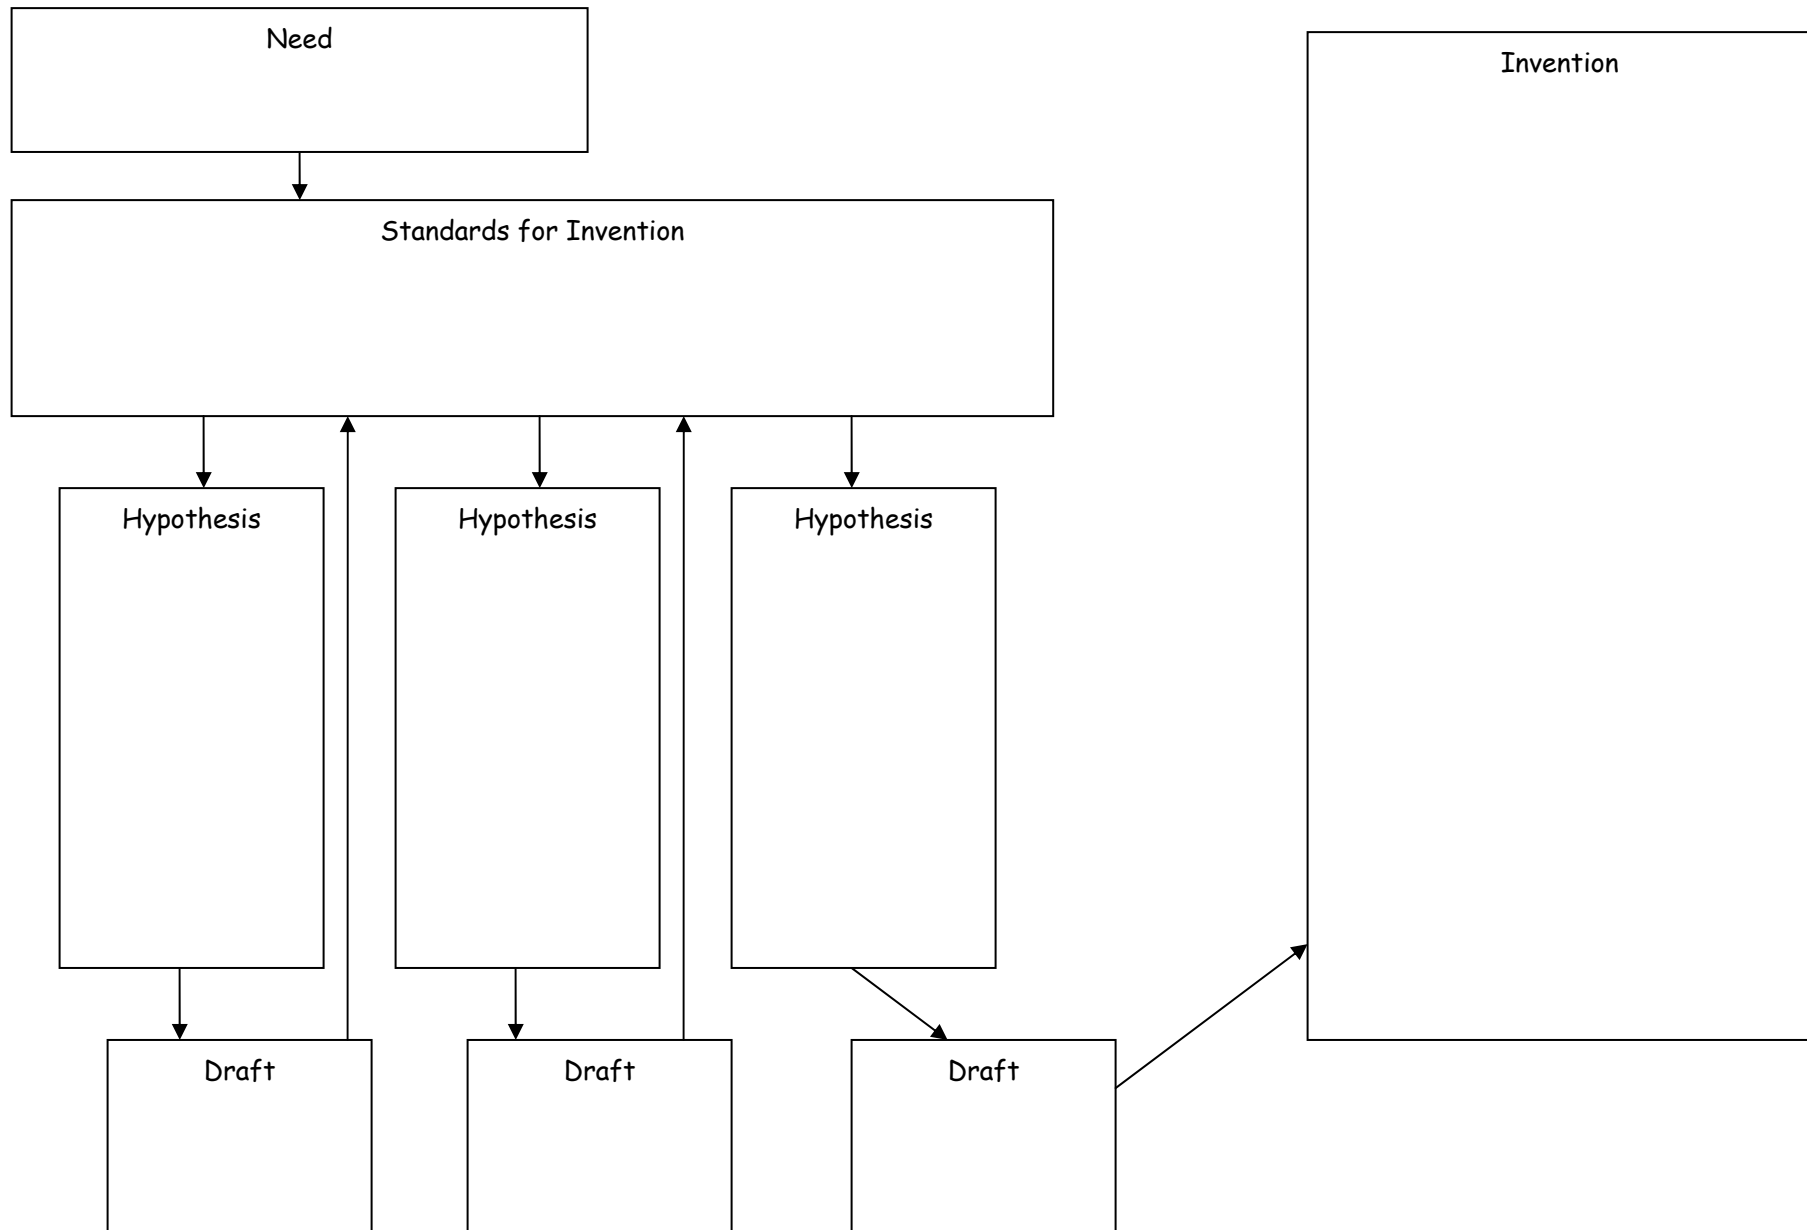 Need
Invention
Standards for Invention
Hypothesis
Hypothesis
Hypothesis
Draft
Draft
Draft